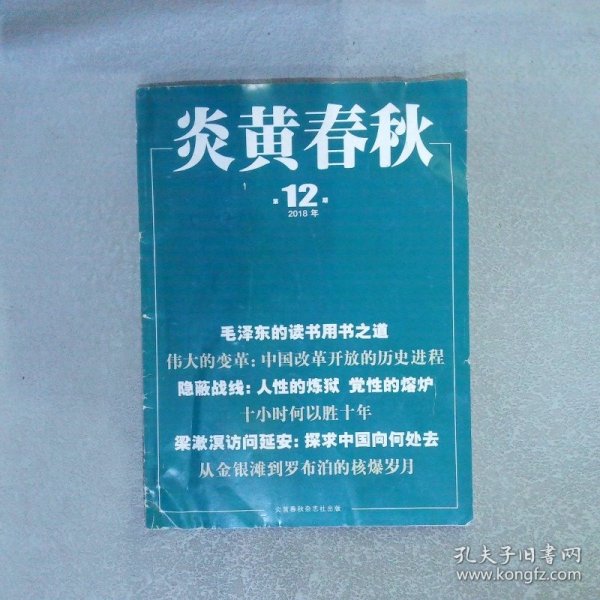 炎黄春秋
第12期
2018年
毛泽东的读书用书之道
伟大的变革：中国改革开放的历史进程
隐蔽战线：人性的炼狱 党性的熔炉
十小时何以胜十年
梁漱溟访问延安：探求中国向何处去
从金银滩到罗布泊的核爆岁月
炎黄春秋杂志社出版
孔夫子旧书网
www.kongfz.com